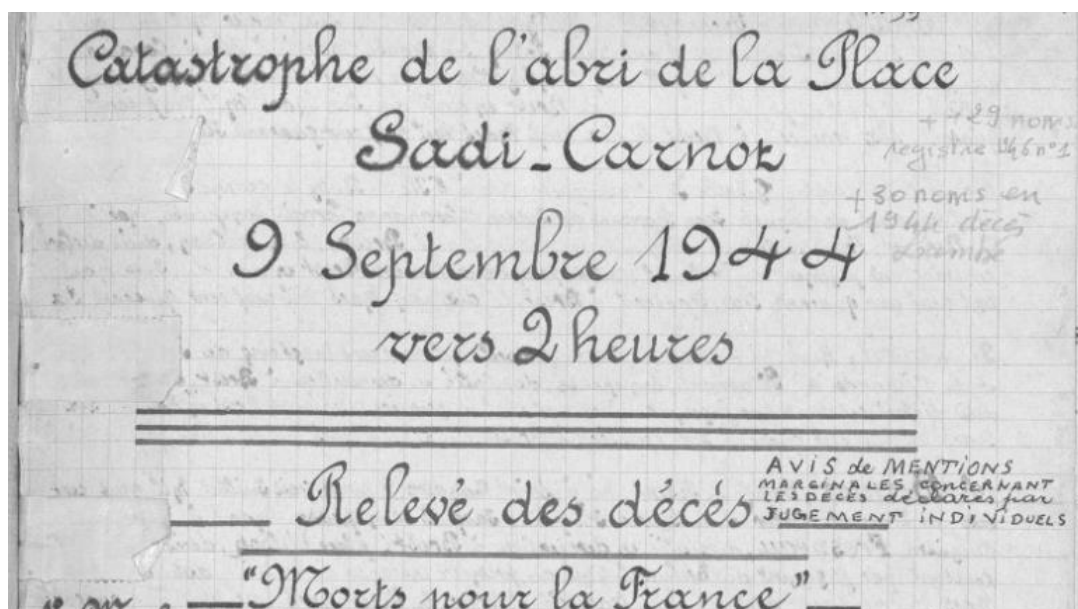 Catastrophe de l'abri de la Place
Sadi-Carnot
+29 noms
registre 1946 n°1
+30 noms en
1944 décès
9 Septembre 1944
vers 2 heures
Relevé des décès
AVIS de MENTIONS
MARGINALES CONCERNANT
LES DÉCÈS déclarés par
JUGEMENT INDIVIDUELS
"Morts pour la France"